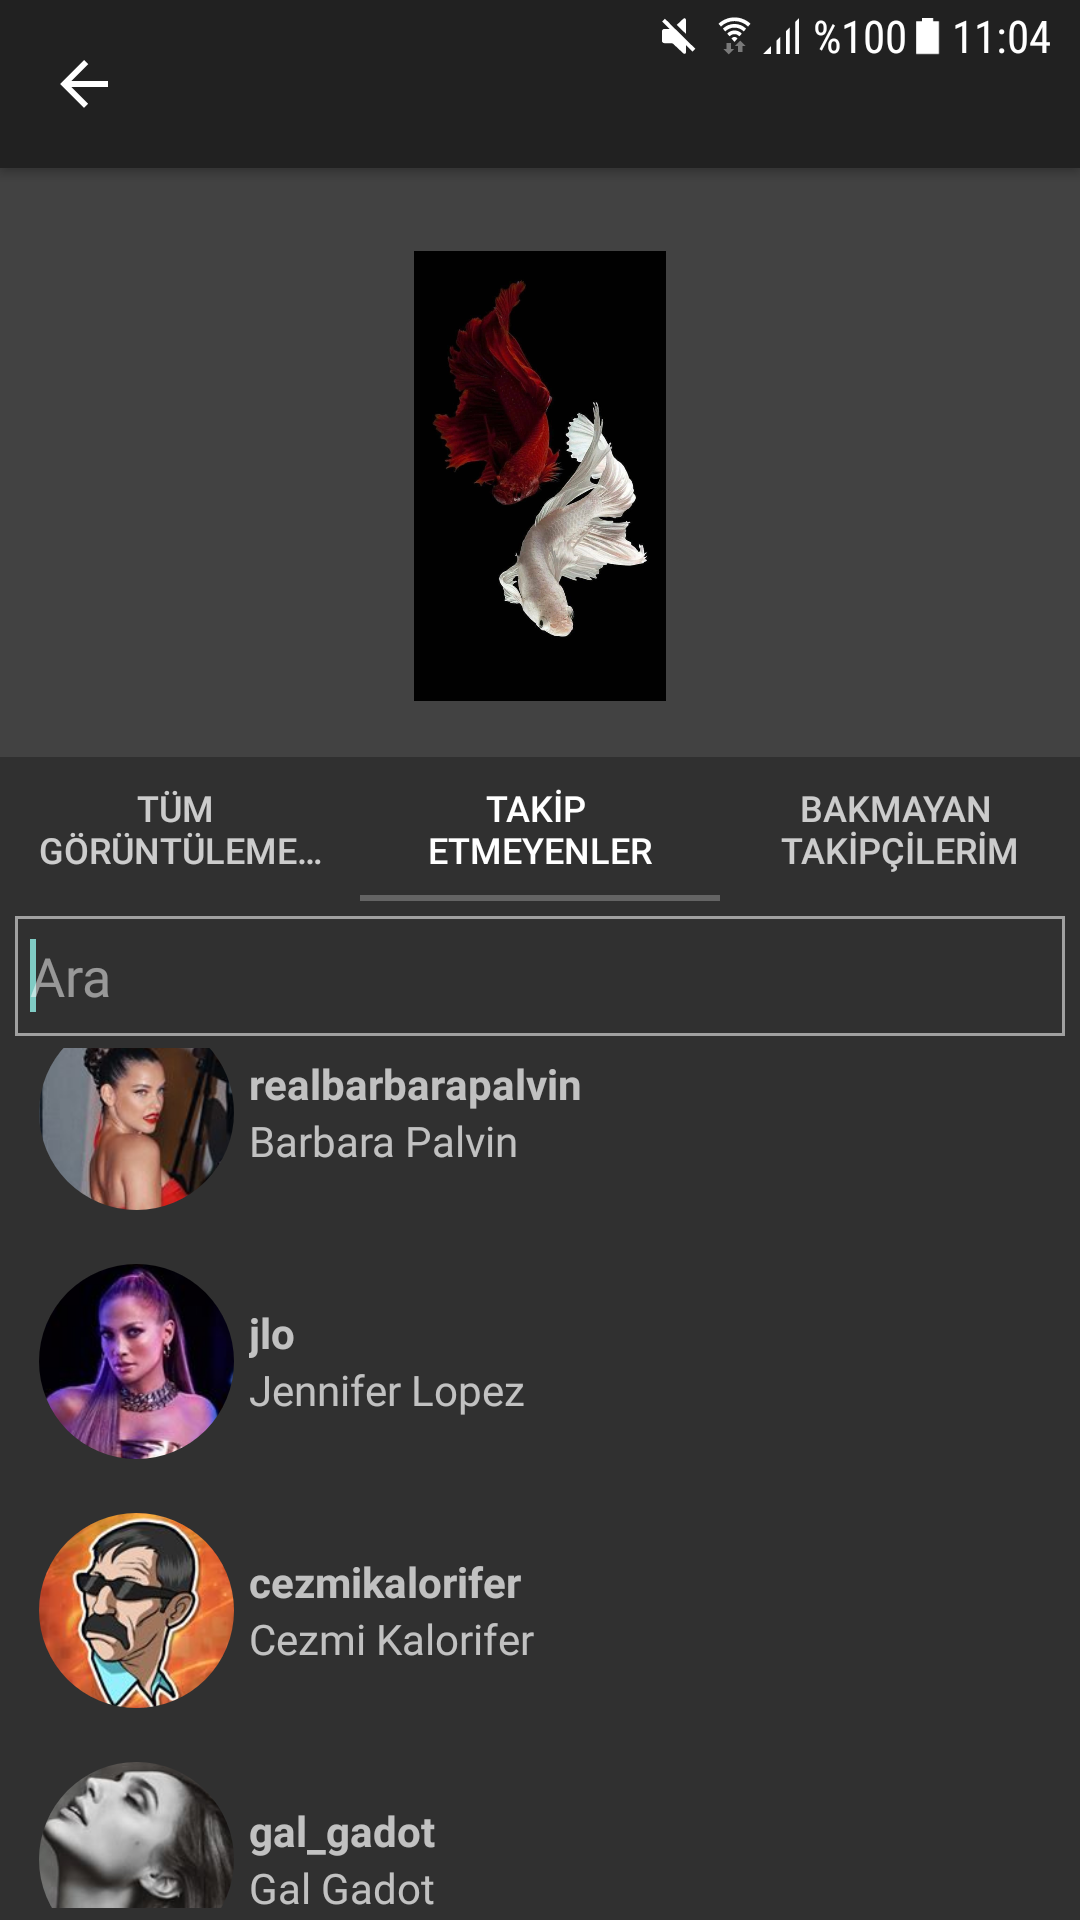 %100 11:04
TÜM
GÖRÜNTÜLEME...
TAKİP
ETMEYENLER
BAKMAYAN
TAKİPÇİLERİM
Ara
realbarbarapalvin
Barbara Palvin
jlo
Jennifer Lopez
cezmikalorifer
Cezmi Kalorifer
gal_gadot
Gal Gadot